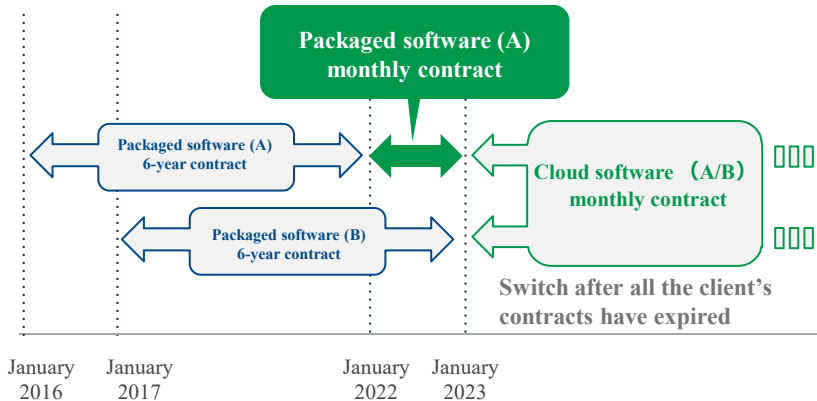 Packaged software (A)
monthly contract
Packaged software (A)
6-year contract
Cloud software （A/B）
monthly contract
Packaged software (B)
6-year contract
Switch after all the client’s
contracts have expired
January
2016
January
2017
January
2022
January
2023